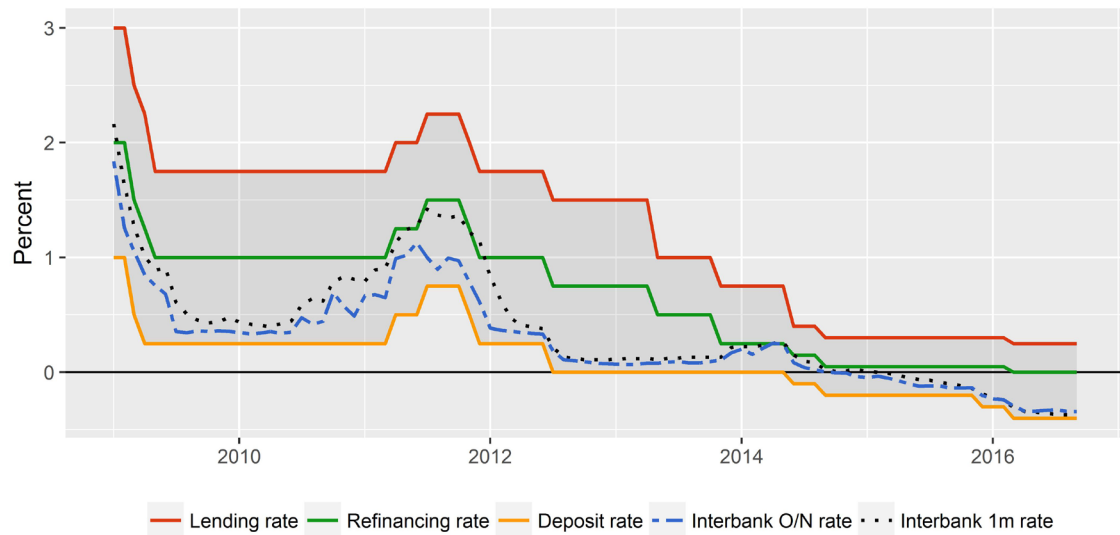 3
2
1
0
Percent
2010 2012 2014 2016
Lending rate Refinancing rate Deposit rate Interbank O/N rate Interbank 1m rate